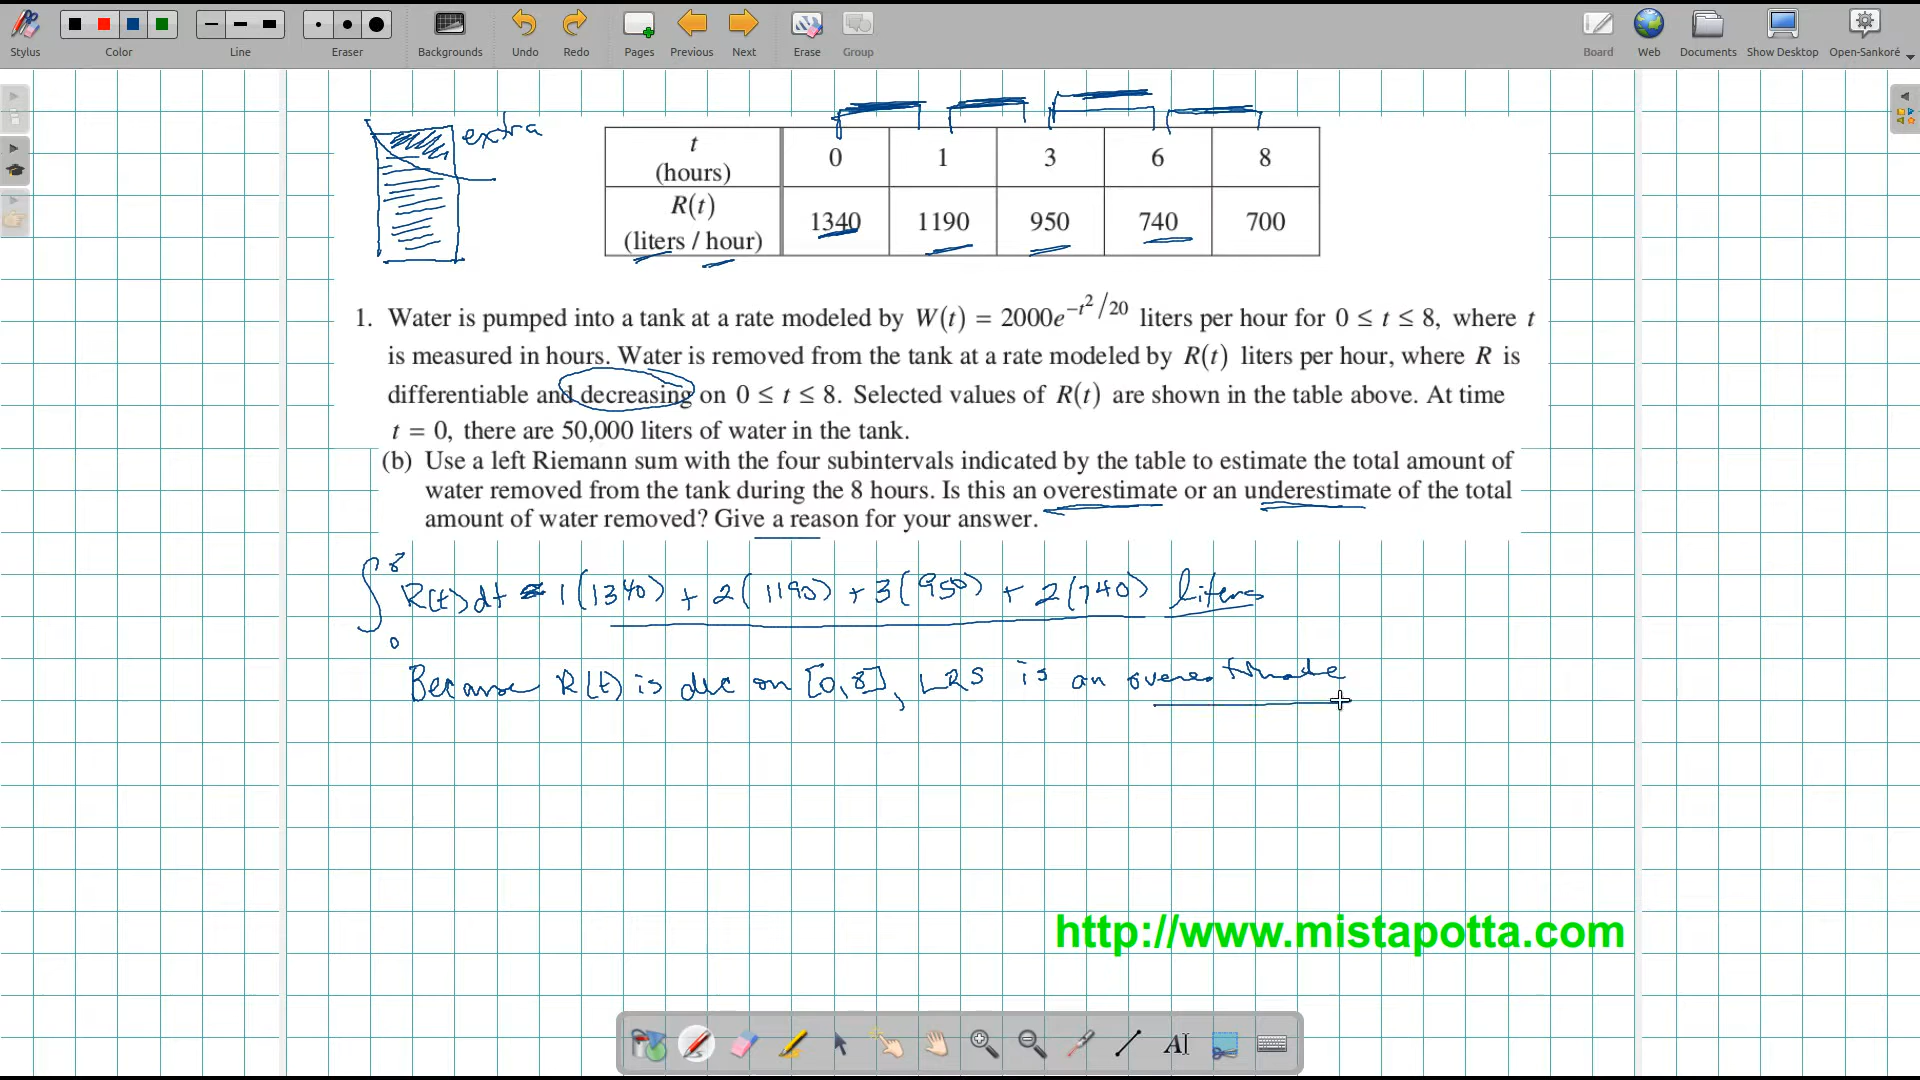 Stylus Color Line Eraser Backgrounds Undo Redo Pages Previous Next Erase Group Board Web Documents Show Desktop Open-Sankoré
extra
t (hours) 0 1 3 6 8
R(t) (liters / hour) 1340 1190 950 740 700
1. Water is pumped into a tank at a rate modeled by W(t) = 2000e^{-t^2/20} liters per hour for 0 ≤ t ≤ 8, where t
is measured in hours. Water is removed from the tank at a rate modeled by R(t) liters per hour, where R is
differentiable and decreasing on 0 ≤ t ≤ 8. Selected values of R(t) are shown in the table above. At time
t = 0, there are 50,000 liters of water in the tank.
(b) Use a left Riemann sum with the four subintervals indicated by the table to estimate the total amount of
water removed from the tank during the 8 hours. Is this an overestimate or an underestimate of the total
amount of water removed? Give a reason for your answer.
∫_0^8 R(t)dt ≈ 1(1340) + 2(1190) + 3(950) + 2(740) liters
Because R(t) is dec on [0,8], LRS is an overestimate
http://www.mistapotta.com
AI